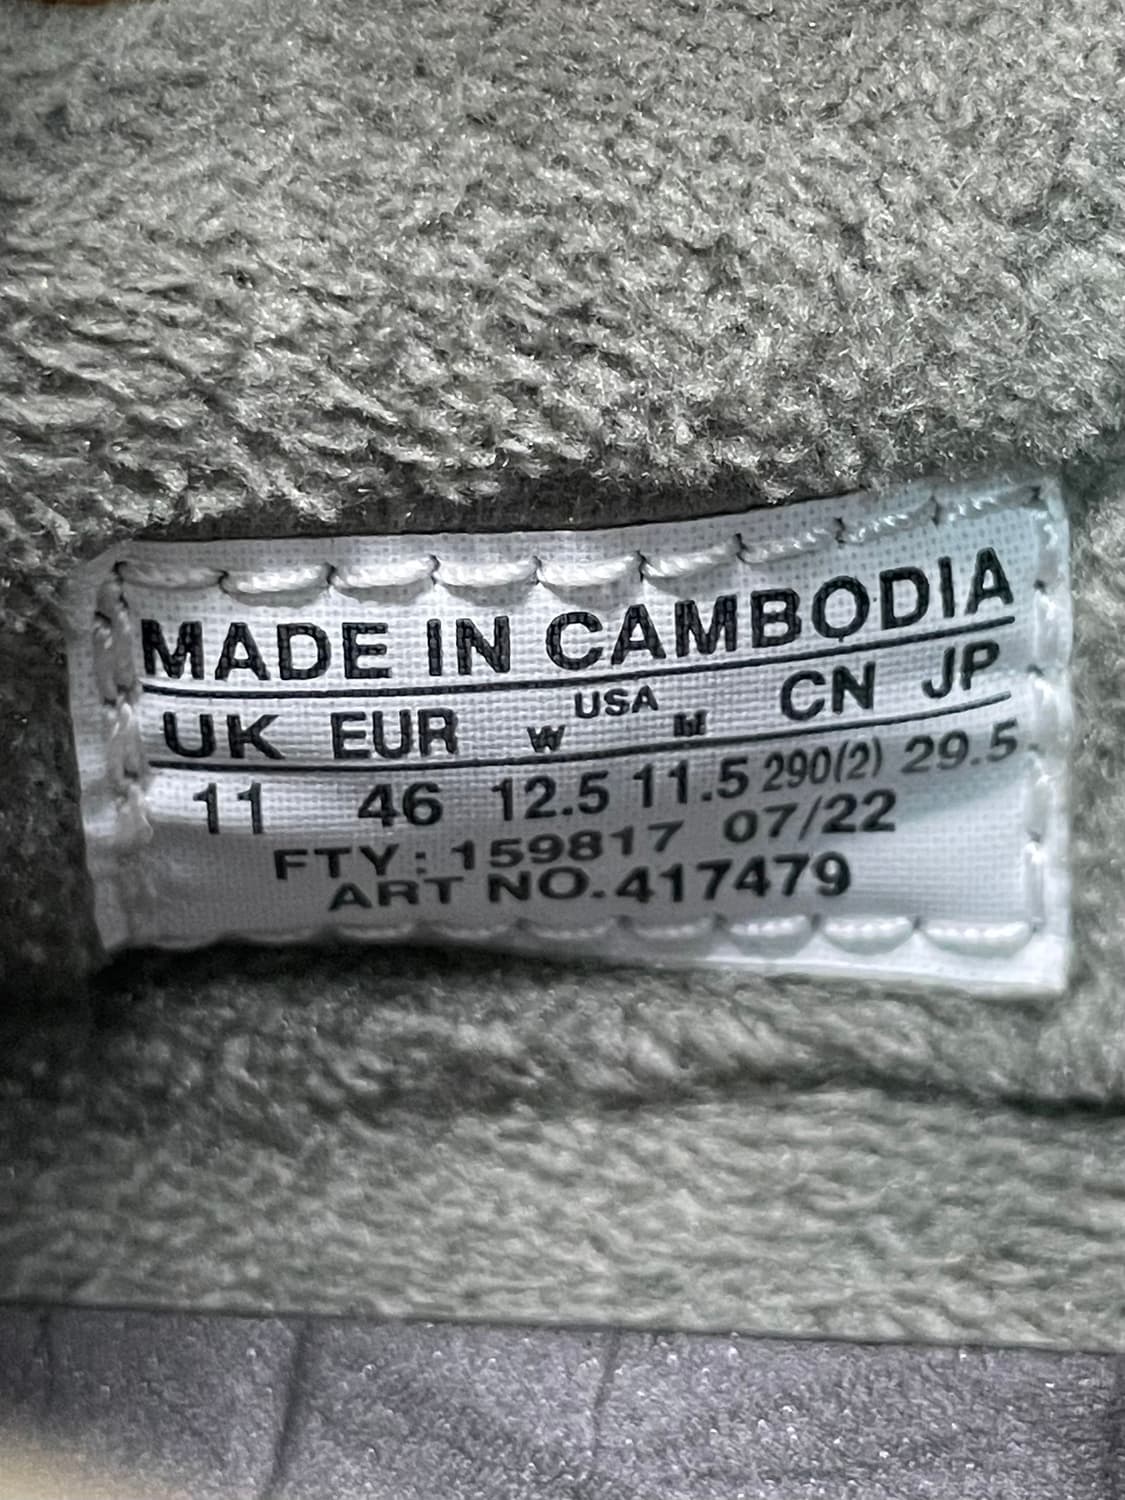 MADE IN CAMBODIA
UK EUR W USA M CN JP
11 46 12.5 11.5 290(2) 29.5
FTY: 159817 07/22
ART NO. 417479